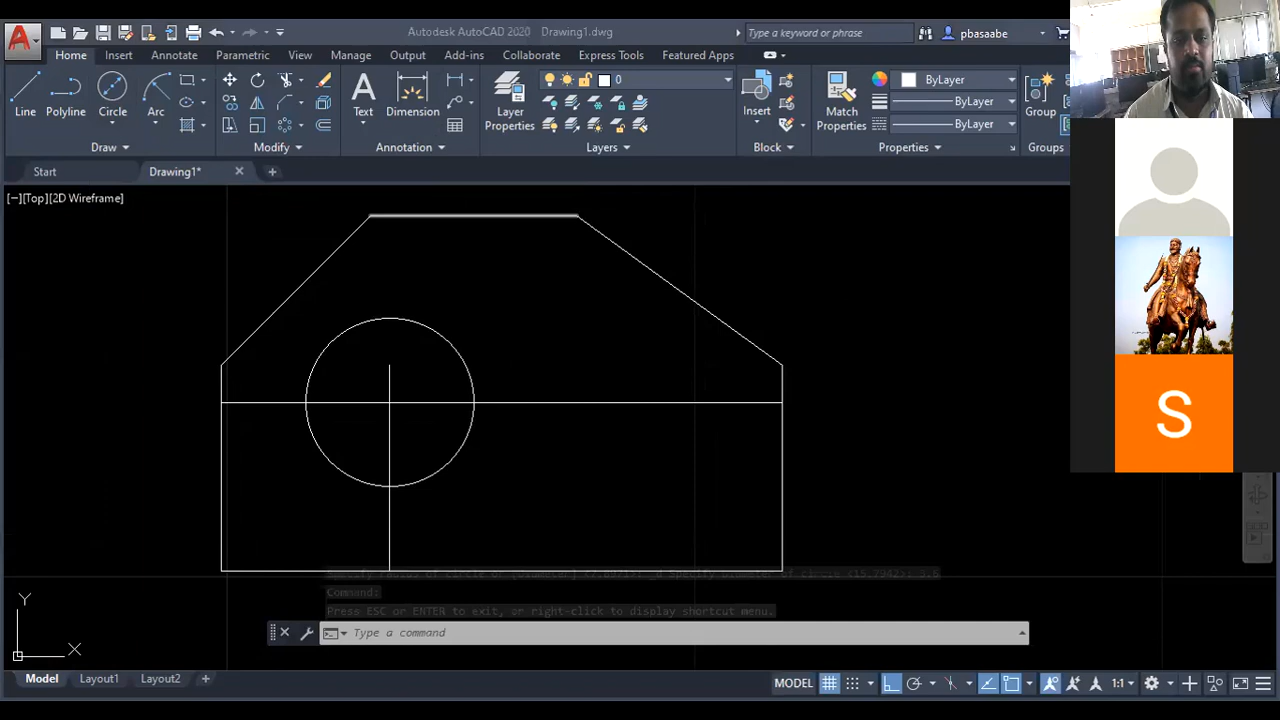 Autodesk AutoCAD 2020 Drawing1.dwg
Type a keyword or phrase
pbasaabe
Home Insert Annotate Parametric View Manag Output Add-ins Collaborate Express Tools Featured Apps
Line Polyline Circle Arc
Text Dimension
Layer Properties
0
Insert
Match Properties
ByLayer
ByLayer
ByLayer
Group
Draw Modify Annotation Layers Block Properties Groups
Start Drawing1*
[−][Top][2D Wireframe]
S
Command:
Press ESC or ENTER to exit, or right-click to display shortcut menu.
Type a command
Y
X
Model Layout1 Layout2 +
MODEL 1:1